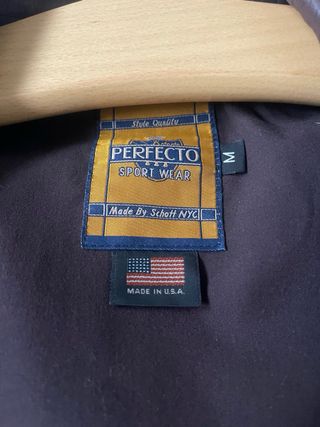 Style Quality
PERFECTO
SPORT WEAR
M
Made By Schott NYC
MADE IN U.S.A.